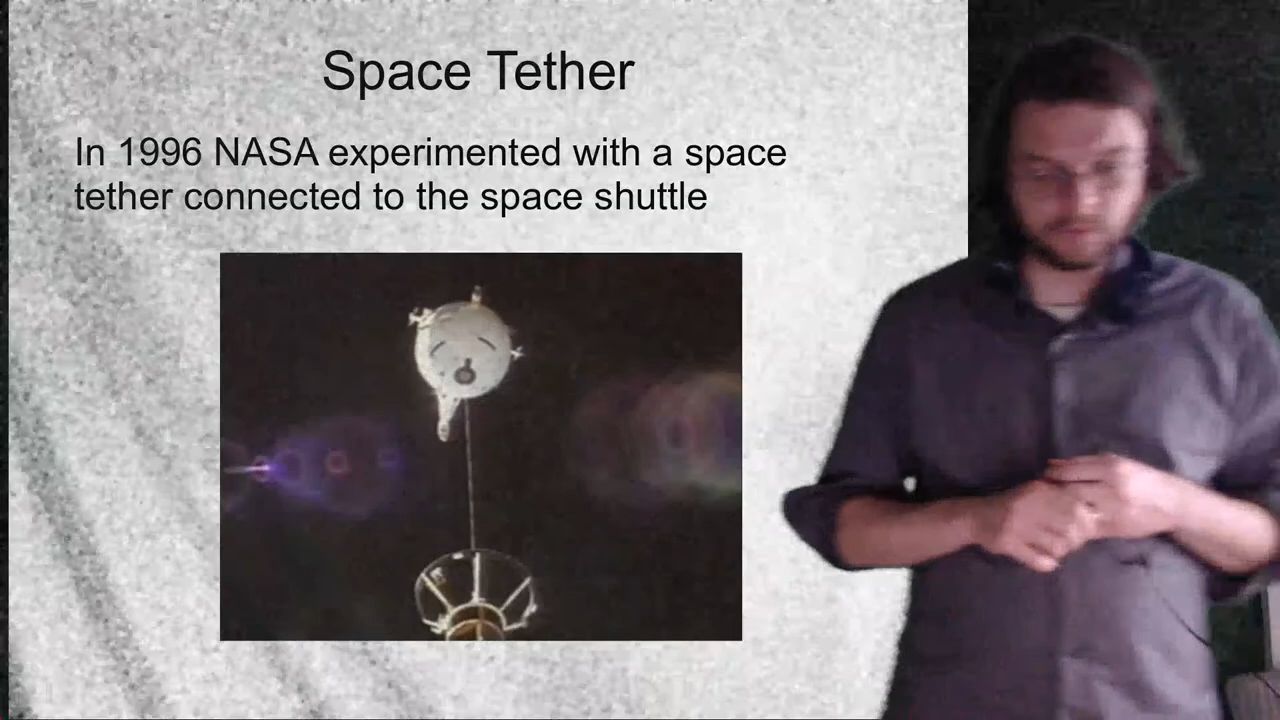 Space Tether
In 1996 NASA experimented with a space
tether connected to the space shuttle